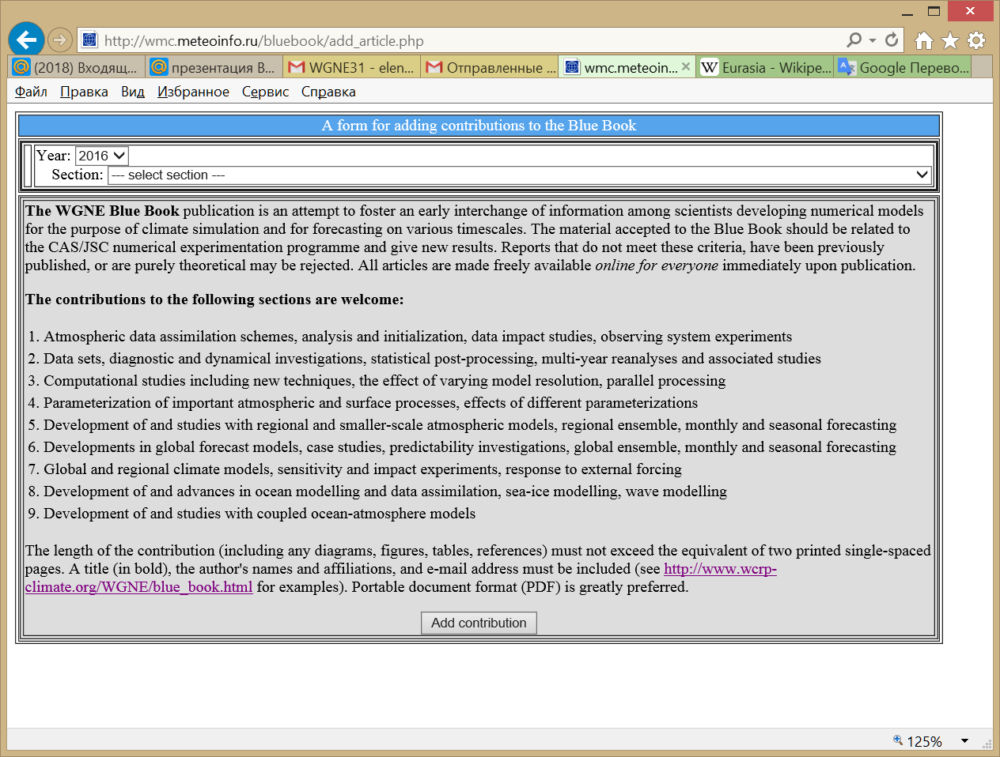 http://wmc.meteoinfo.ru/bluebook/add_article.php
(2018) Входящ... презентация В... WGNE31 - elen... Отправленные ... wmc.meteoin... Eurasia - Wikipe... Google Перево...
Файл Правка Вид Избранное Сервис Справка
A form for adding contributions to the Blue Book
Year: 2016
Section: --- select section ---
The WGNE Blue Book publication is an attempt to foster an early interchange of information among scientists developing numerical models
for the purpose of climate simulation and for forecasting on various timescales. The material accepted to the Blue Book should be related to
the CAS/JSC numerical experimentation programme and give new results. Reports that do not meet these criteria, have been previously
published, or are purely theoretical may be rejected. All articles are made freely available online for everyone immediately upon publication.
The contributions to the following sections are welcome:
1. Atmospheric data assimilation schemes, analysis and initialization, data impact studies, observing system experiments
2. Data sets, diagnostic and dynamical investigations, statistical post-processing, multi-year reanalyses and associated studies
3. Computational studies including new techniques, the effect of varying model resolution, parallel processing
4. Parameterization of important atmospheric and surface processes, effects of different parameterizations
5. Development of and studies with regional and smaller-scale atmospheric models, regional ensemble, monthly and seasonal forecasting
6. Developments in global forecast models, case studies, predictability investigations, global ensemble, monthly and seasonal forecasting
7. Global and regional climate models, sensitivity and impact experiments, response to external forcing
8. Development of and advances in ocean modelling and data assimilation, sea-ice modelling, wave modelling
9. Development of and studies with coupled ocean-atmosphere models
The length of the contribution (including any diagrams, figures, tables, references) must not exceed the equivalent of two printed single-spaced
pages. A title (in bold), the author's names and affiliations, and e-mail address must be included (see http://www.wcrp-
climate.org/WGNE/blue_book.html for examples). Portable document format (PDF) is greatly preferred.
Add contribution
125%